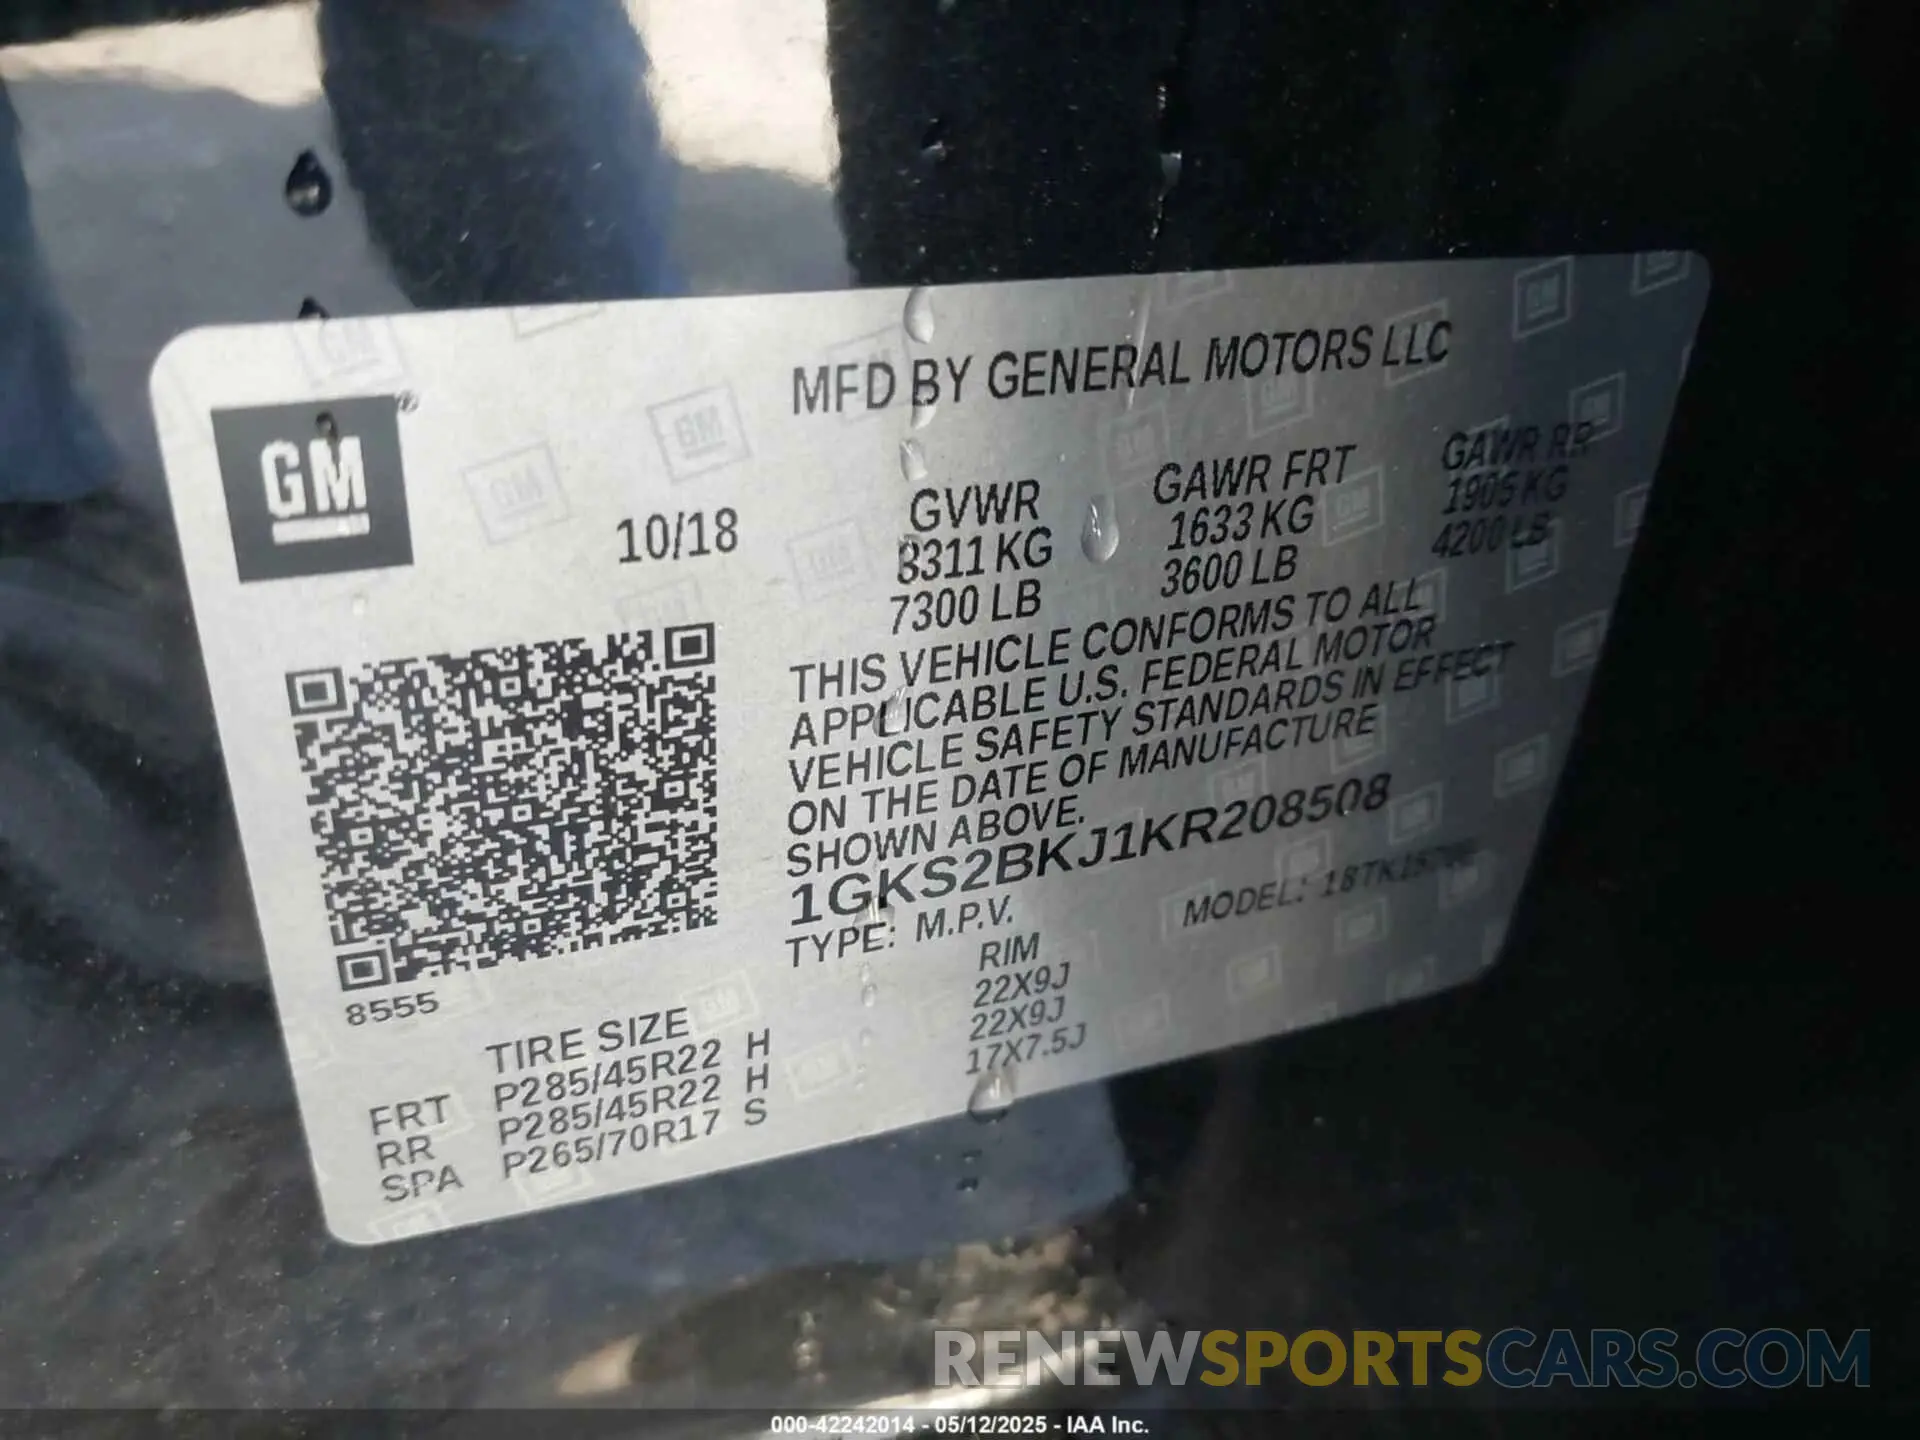 MFD BY GENERAL MOTORS LLC
GM ®
10/18
GVWR GAWR FRT GAWR RR
3311 KG 1633 KG 1905 KG
7300 LB 3600 LB 4200 LB
THIS VEHICLE CONFORMS TO ALL
APPLICABLE U.S. FEDERAL MOTOR
VEHICLE SAFETY STANDARDS IN EFFECT
ON THE DATE OF MANUFACTURE
SHOWN ABOVE.
1GKS2BKJ1KR208508
TYPE: M.P.V. MODEL:
8555
TIRE SIZE RIM
FRT P285/45R22 H 22X9J
RR P285/45R22 H 22X9J
SPA P265/70R17 S 17X7.5J
RENEWSPORTSCARS.COM
000-42242014 - 05/12/2025 - IAA Inc.